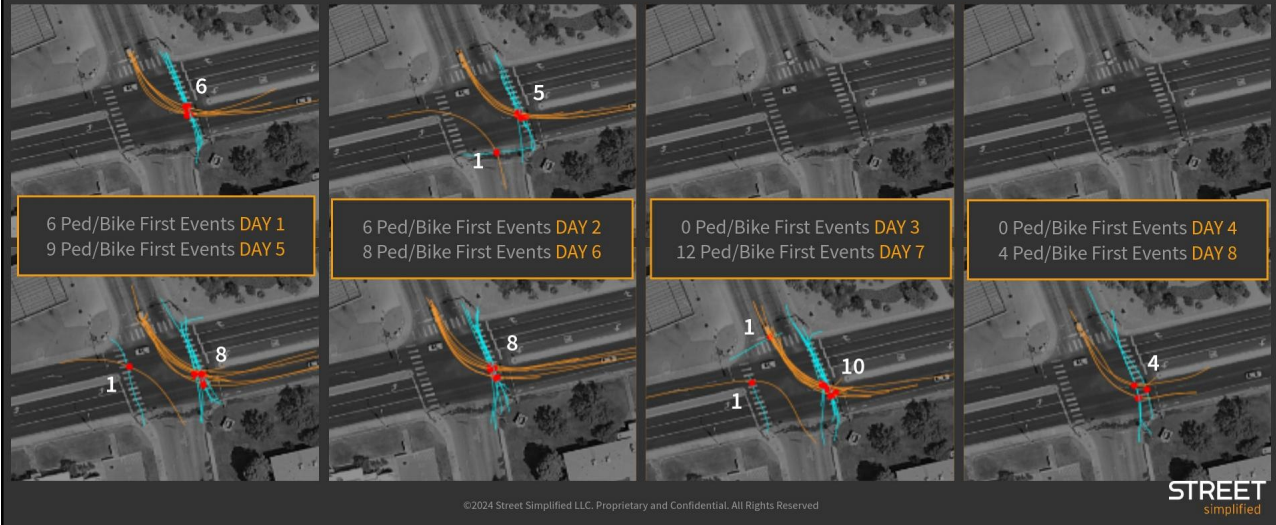 6
5
1
6 Ped/Bike First Events DAY 1
9 Ped/Bike First Events DAY 5
6 Ped/Bike First Events DAY 2
8 Ped/Bike First Events DAY 6
0 Ped/Bike First Events DAY 3
12 Ped/Bike First Events DAY 7
0 Ped/Bike First Events DAY 4
4 Ped/Bike First Events DAY 8
8
1
8
1
10
1
4
©2024 Street Simplified LLC. Proprietary and Confidential. All Rights Reserved
STREET
simplified